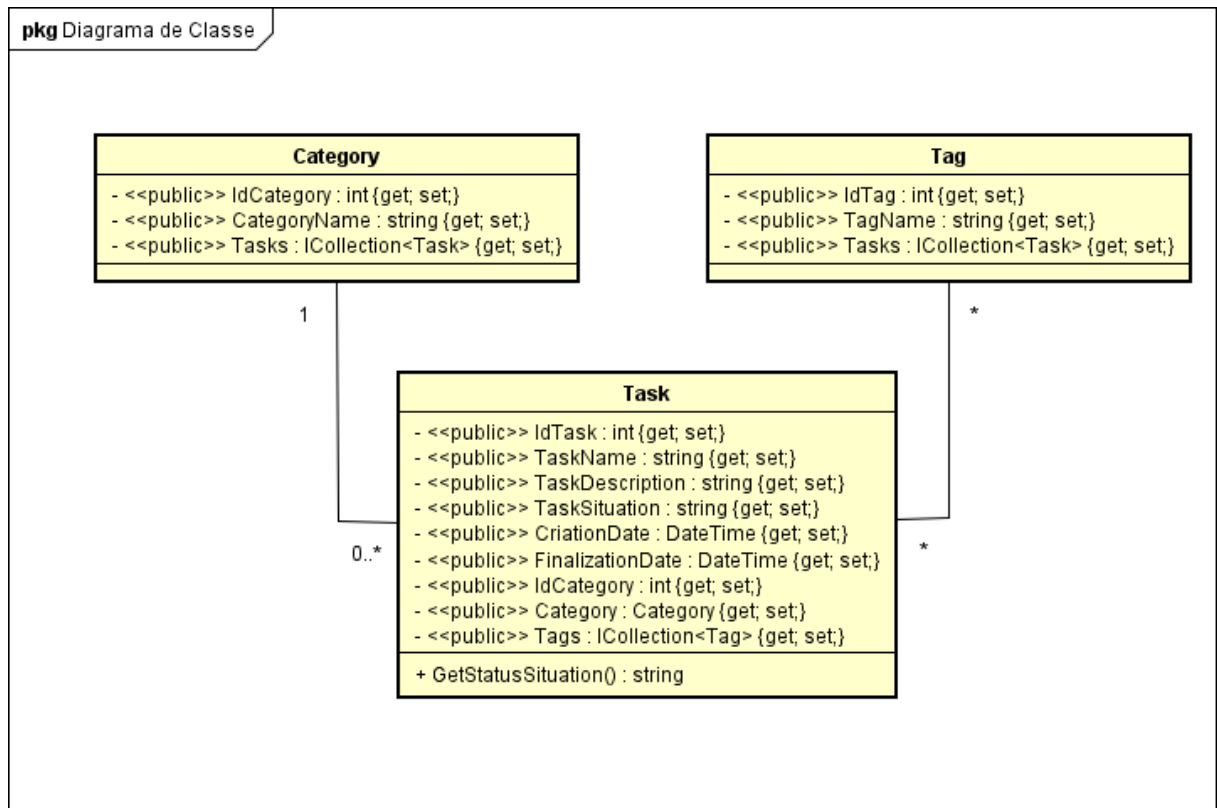 pkg Diagrama de Classe
Category
- <<public>> IdCategory : int {get; set;}
- <<public>> CategoryName : string {get; set;}
- <<public>> Tasks : ICollection<Task> {get; set;}
Tag
- <<public>> IdTag : int {get; set;}
- <<public>> TagName : string {get; set;}
- <<public>> Tasks : ICollection<Task> {get; set;}
1
*
Task
- <<public>> IdTask : int {get; set;}
- <<public>> TaskName : string {get; set;}
- <<public>> TaskDescription : string {get; set;}
- <<public>> TaskSituation : string {get; set;}
- <<public>> CriationDate : DateTime {get; set;}
- <<public>> FinalizationDate : DateTime {get; set;}
- <<public>> IdCategory : int {get; set;}
- <<public>> Category : Category {get; set;}
- <<public>> Tags : ICollection<Tag> {get; set;}
+ GetStatusSituation() : string
0..*
*